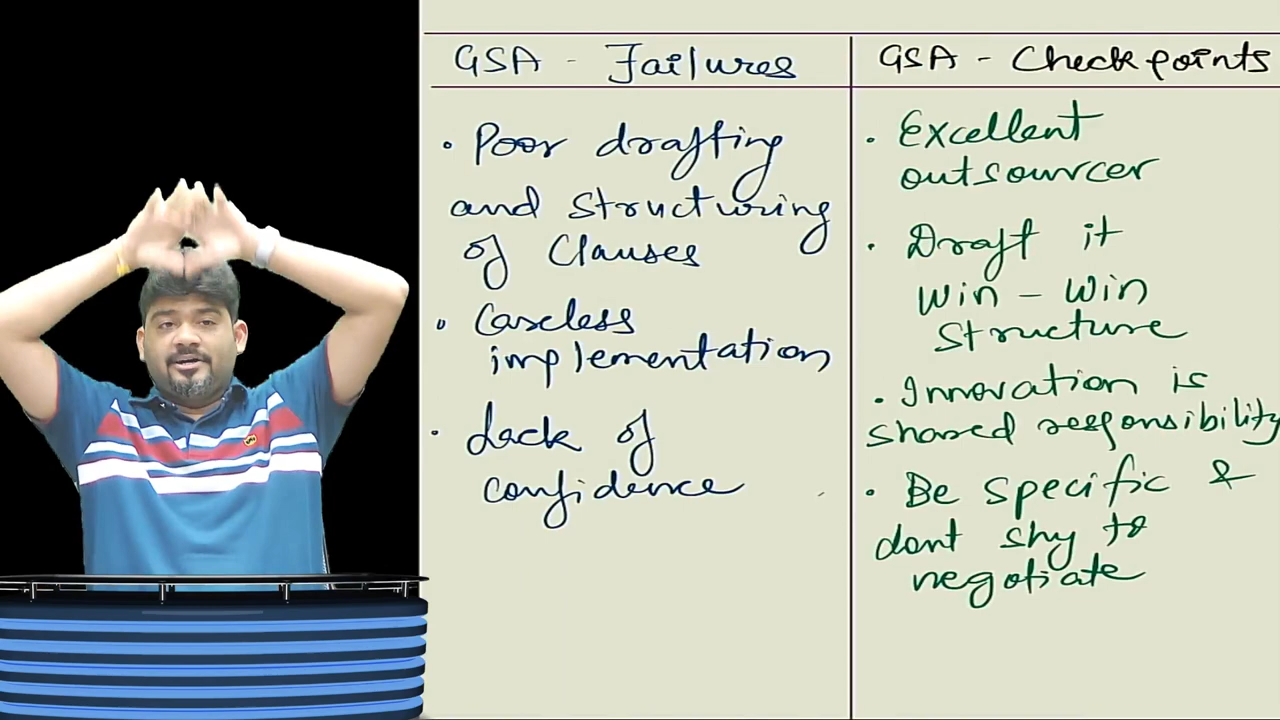 GSA - Failures
• Poor drafting
and structuring
of Clauses
• Careless
implementation
• Lack of
confidence
GSA - Checkpoints
• Excellent
outsourcer
• Draft it
Win - Win
structure
• Innovation is
shared responsibility
• Be specific &
dont shy to
negotiate